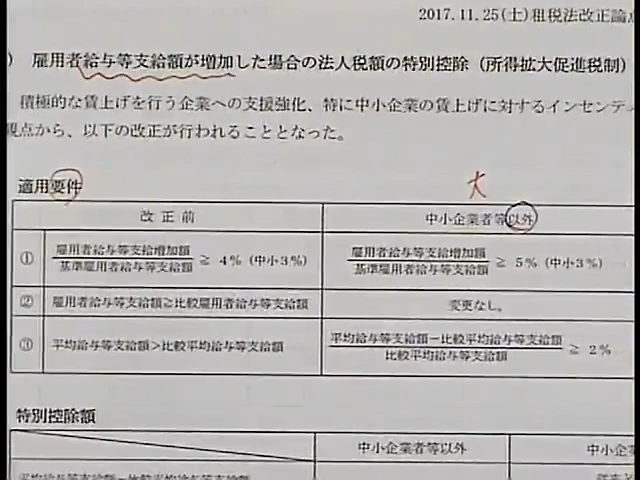 2017.11.25(土)租税法改正論点
) 雇用者給与等支給額が増加した場合の法人税額の特別控除(所得拡大促進税制)
積極的な賃上げを行う企業への支援強化、特に中小企業の賃上げに対するインセンティ
観点から、以下の改正が行われることとなった。
適用要件
大
改正前 中小企業者等以外
① 雇用者給与等支給増加額 / 基準雇用者給与等支給額 ≧ 4%(中小3%) 雇用者給与等支給増加額 / 基準雇用者給与等支給額 ≧ 5%(中小3%)
② 雇用者給与等支給額≧比較雇用者給与等支給額 変更なし。
③ 平均給与等支給額>比較平均給与等支給額 平均給与等支給額-比較平均給与等支給額 / 比較平均給与等支給額 ≧ 2%
特別控除額
中小企業者等以外 中小企